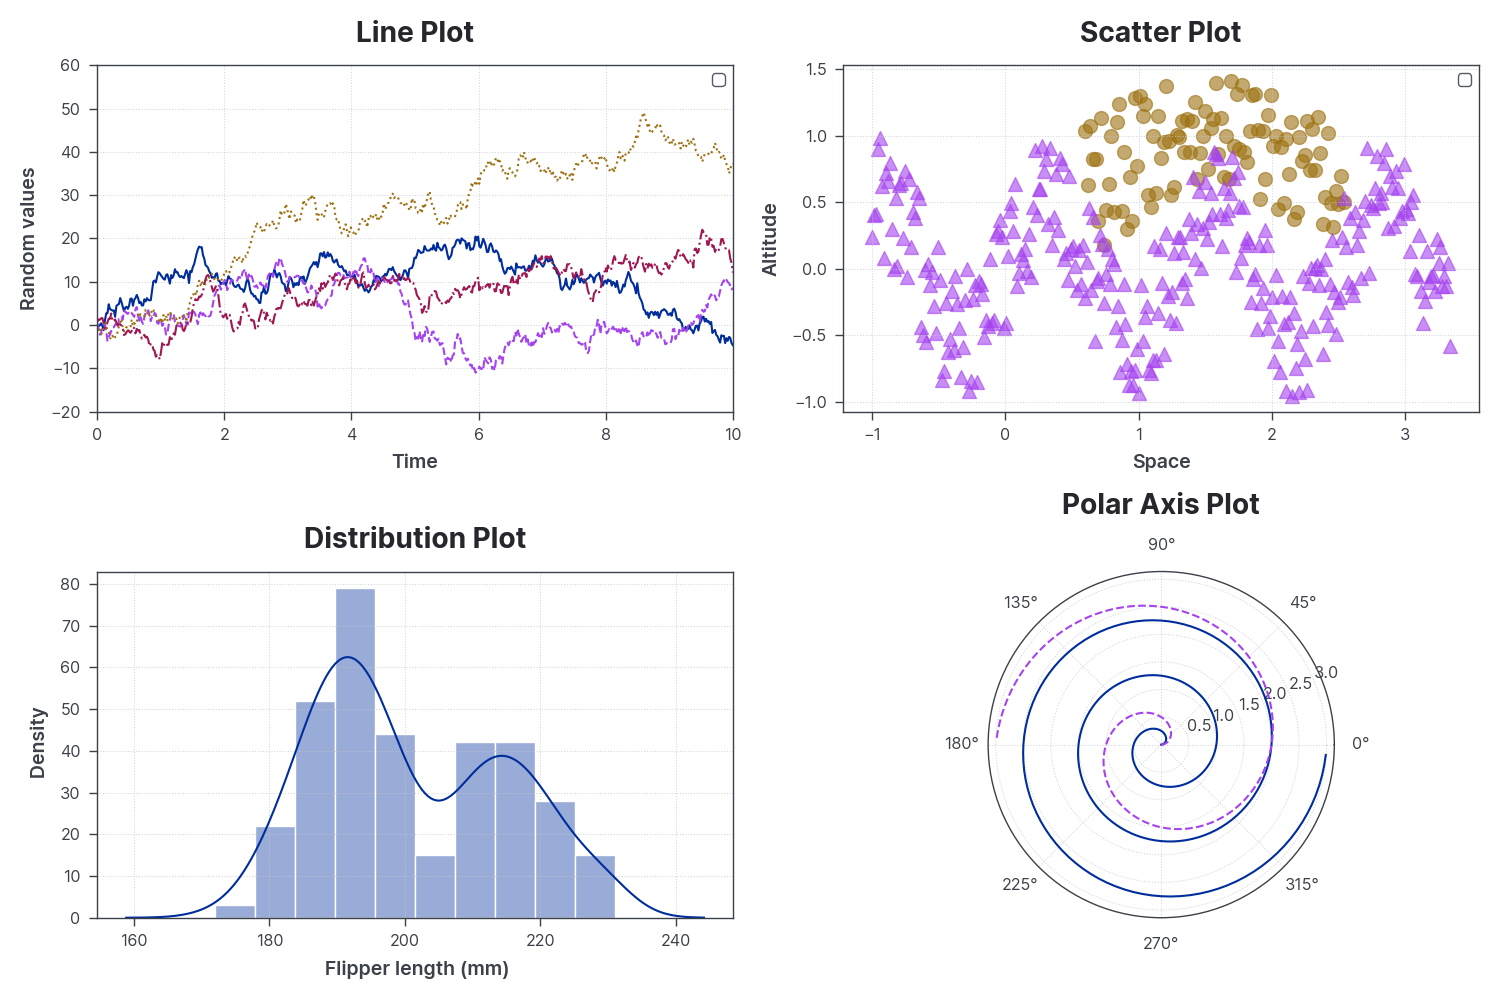 Line Plot
Random values
60
50
40
30
20
10
0
−10
−20
0 2 4 6 8 10
Time
Scatter Plot
Altitude
1.5
1.0
0.5
0.0
−0.5
−1.0
−1 0 1 2 3
Space
Distribution Plot
Density
80
70
60
50
40
30
20
10
0
160 180 200 220 240
Flipper length (mm)
Polar Axis Plot
90°
135° 45°
180° 0.5 1.0 1.5 2.0 2.5 3.0 0°
225° 315°
270°